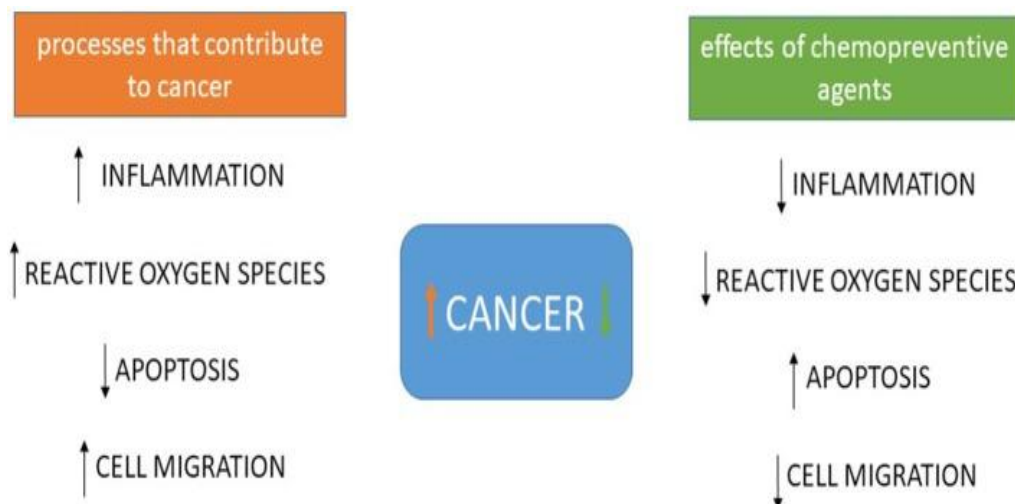 processes that contribute
to cancer
↑ INFLAMMATION
↑ REACTIVE OXYGEN SPECIES
↓ APOPTOSIS
↑ CELL MIGRATION
↑ CANCER ↓
effects of chemopreventive
agents
↓ INFLAMMATION
↓ REACTIVE OXYGEN SPECIES
↑ APOPTOSIS
↓ CELL MIGRATION